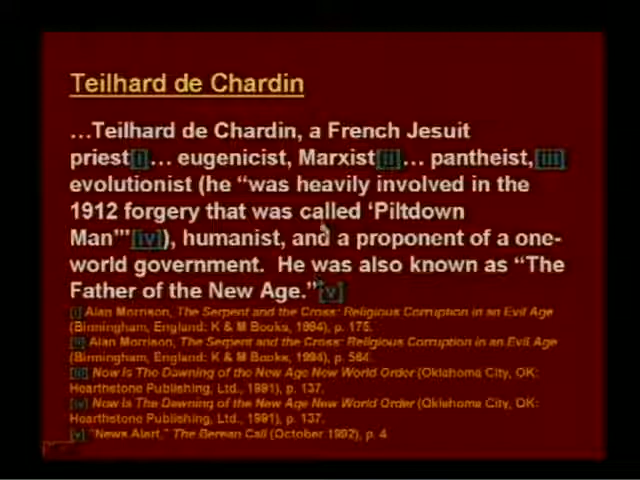 Teilhard de Chardin
…Teilhard de Chardin, a French Jesuit
priest[i]… eugenicist, Marxist[ii]… pantheist,[iii]
evolutionist (he “was heavily involved in the
1912 forgery that was called ‘Piltdown
Man’”[iv]), humanist, and a proponent of a one-
world government. He was also known as “The
Father of the New Age.”[v]
[i] Alan Morrison, The Serpent and the Cross: Religious Corruption in an Evil Age
(Birmingham, England: K & M Books, 1994), p. 175.
[ii] Alan Morrison, The Serpent and the Cross: Religious Corruption in an Evil Age
(Birmingham, England: K & M Books, 1994), p. 564.
[iii] Now Is The Dawning of the New Age New World Order (Oklahoma City, OK:
Hearthstone Publishing, Ltd., 1991), p. 137.
[iv] Now Is The Dawning of the New Age New World Order (Oklahoma City, OK:
Hearthstone Publishing, Ltd., 1991), p. 137.
[v] “News Alert,” The Berean Call (October 1992), p. 4